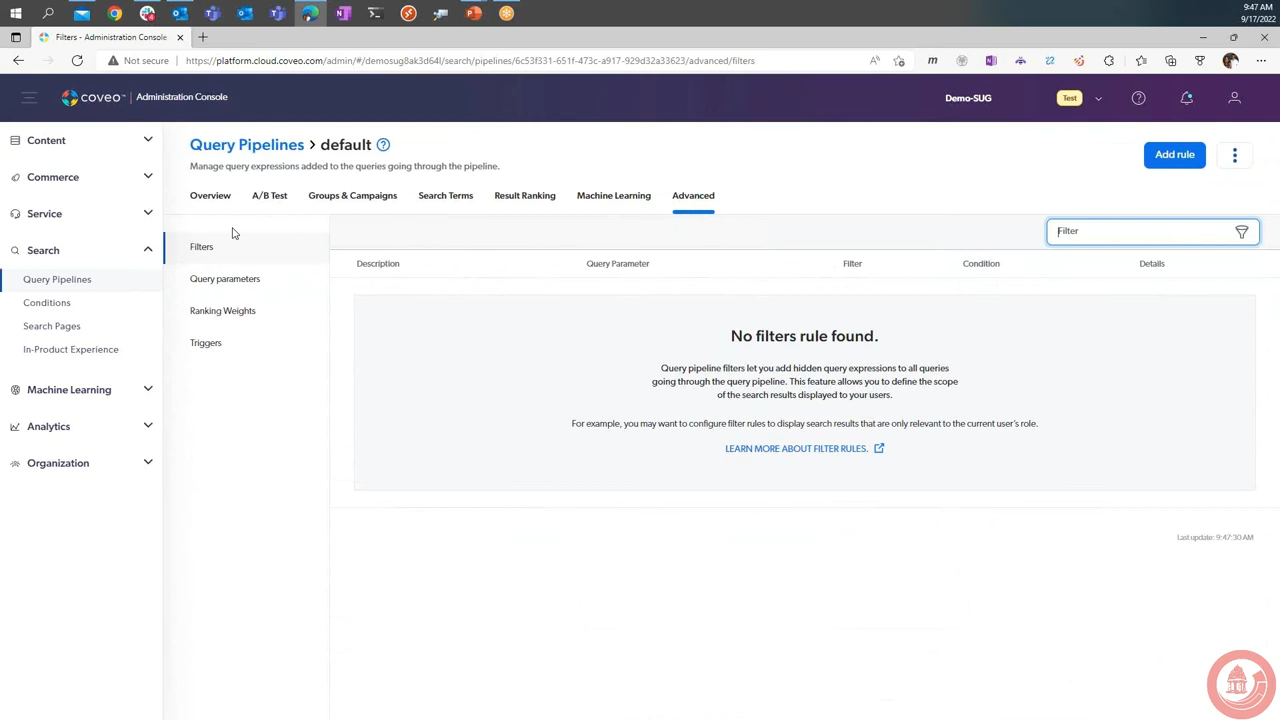 9:47 AM
9/17/2022
Filters - Administration Console
Not secure
https://platform.cloud.coveo.com/admin/#/demosug8ak3d64l/search/pipelines/6c53f331-651f-473c-a917-929d32a33623/advanced/filters
coveo™ | Administration Console
Demo-SUG
Test
Content
Commerce
Service
Search
Query Pipelines
Conditions
Search Pages
In-Product Experience
Machine Learning
Analytics
Organization
Query Pipelines > default
Manage query expressions added to the queries going through the pipeline.
Add rule
Overview
A/B Test
Groups & Campaigns
Search Terms
Result Ranking
Machine Learning
Advanced
Filters
Query parameters
Ranking Weights
Triggers
Filter
Description
Query Parameter
Filter
Condition
Details
No filters rule found.
Query pipeline filters let you add hidden query expressions to all queries
going through the query pipeline. This feature allows you to define the scope
of the search results displayed to your users.
For example, you may want to configure filter rules to display search results that are only relevant to the current user's role.
LEARN MORE ABOUT FILTER RULES.
Last update: 9:47:30 AM